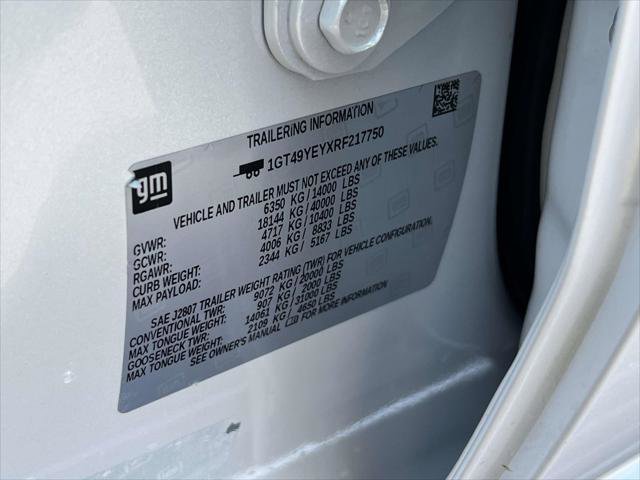 gm
TRAILERING INFORMATION
1GT49YEYXRF217750
VEHICLE AND TRAILER MUST NOT EXCEED ANY OF THESE VALUES.
GVWR: 6350 KG / 14000 LBS
GCWR: 18144 KG / 40000 LBS
RGAWR: 4717 KG / 10400 LBS
CURB WEIGHT: 4006 KG / 8833 LBS
MAX PAYLOAD: 2344 KG / 5167 LBS
SAE J2807 TRAILER WEIGHT RATING (TWR) FOR VEHICLE CONFIGURATION.
CONVENTIONAL TWR: 9072 KG / 20000 LBS
MAX TONGUE WEIGHT: 907 KG / 2000 LBS
GOOSENECK TWR: 14061 KG / 31000 LBS
MAX TONGUE WEIGHT: 2109 KG / 4650 LBS
SEE OWNER'S MANUAL FOR MORE INFORMATION